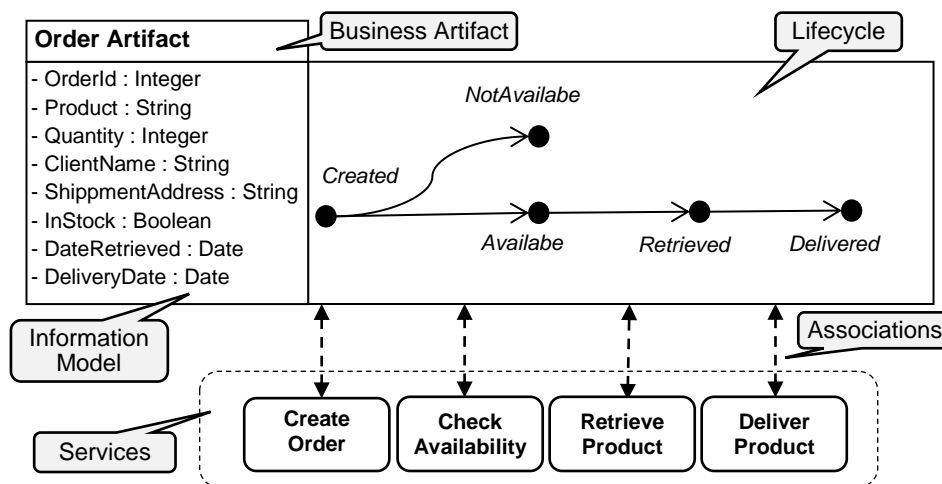 Order Artifact
Business Artifact
Lifecycle
- OrderId : Integer
- Product : String
- Quantity : Integer
- ClientName : String
- ShippmentAddress : String
- InStock : Boolean
- DateRetrieved : Date
- DeliveryDate : Date
NotAvailabe
Created
Availabe
Retrieved
Delivered
Information
Model
Associations
Services
Create
Order
Check
Availability
Retrieve
Product
Deliver
Product